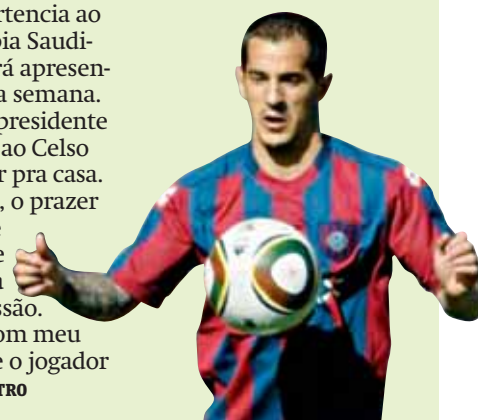 rtencia ao
bia Saudi-
rá apresen-
a semana.
presidente
ao Celso
r pra casa.
, o prazer
e
ssão.
om meu
e o jogador
TRO